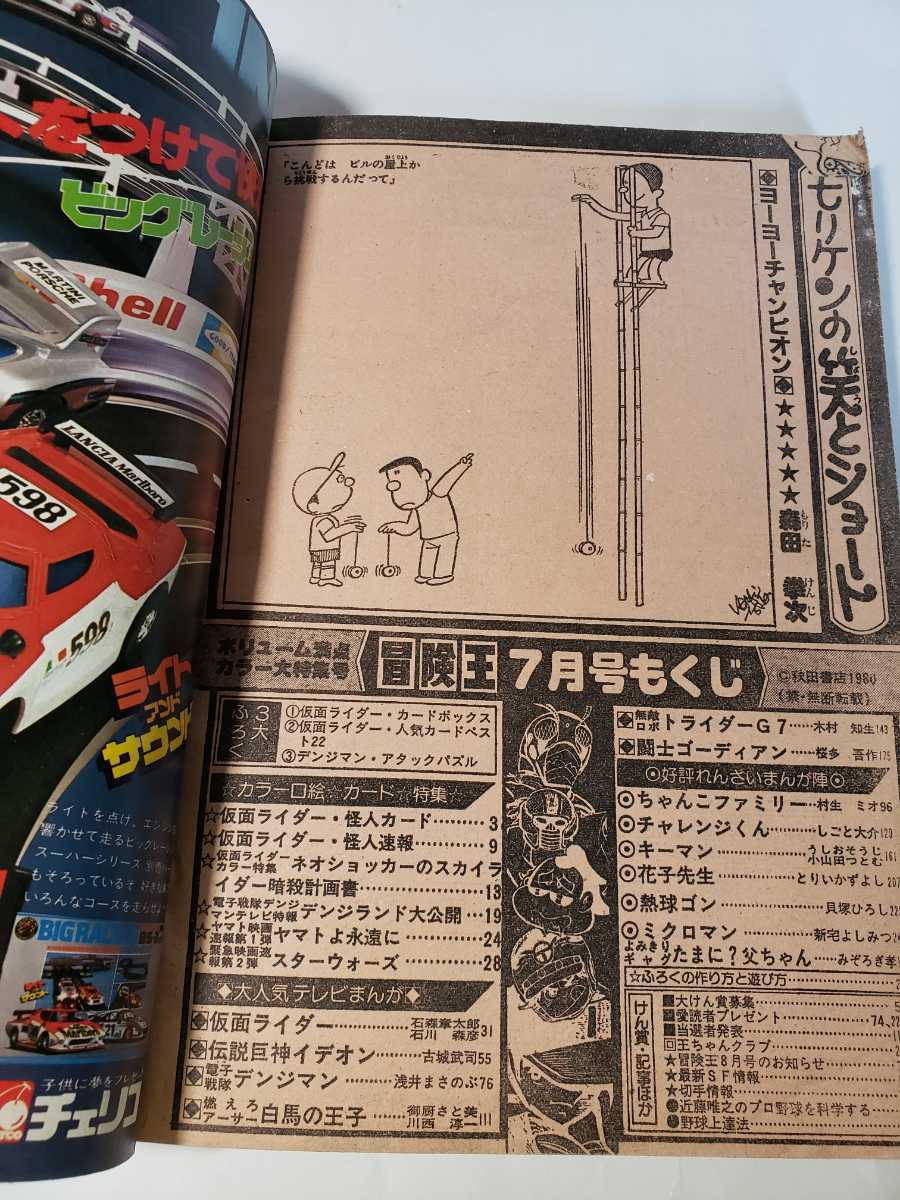 をつけて
ビッグレーサー
MARTINI PORSCHE
Shell
LANCIA Marlboro
598
598
ライト
アンド
サウンド
ライトを点け、エンジン
響かせて走るビッグレー
もそろっているぞ 好きな
いろんなコースを走らせよ
BIG RACER
子供に夢をプレゼ
チェリコ
「こんどは ビルの屋上か
ら挑戦するんだって」
モリケンの笑とショート
ヨーヨーチャンピオン
★★★★★
森田 拳次
ボリューム満点
カラー大特集号
冒険王 7月号もくじ
©秋田書店1980
(禁・無断転載)
3大ふろく
①仮面ライダー・カードボックス
②仮面ライダー・人気カードベスト22
③デンジマン・アタックパズル
☆カラー口絵☆カード☆特集☆
☆仮面ライダー・怪人カード 3
☆仮面ライダー・怪人速報 9
☆仮面ライダーカラー特集 ネオショッカーのスカイライダー暗殺計画書 13
☆電子戦隊デンジマンテレビ特報 デンジランド大公開 19
☆ヤマト映画速報第1弾 ヤマトよ永遠に 24
☆緊急映画速報第2弾 スターウォーズ 28
◆大人気テレビまんが◆
仮面ライダー 石森章太郎 石川森彦 31
伝説巨神イデオン 古城武司 55
電子戦隊 デンジマン 浅井まさのぶ 76
燃えろアーサー 白馬の王子 御厨さと美 川西淳一 111
無敵ロボ トライダーG7 木村知生 143
闘士ゴーディアン 桜多吾作 175
◎好評れんさいまんが陣◎
◎ちゃんこファミリー 村生ミオ 96
◎チャレンジくん しごと大介 129
◎キーマン うしおそうじ 小山田つとむ 161
◎花子先生 とりいかずよし 207
◎熱球ゴン 貝塚ひろし
◎ミクロマン 新宅よしみつ
よみきりギャグ たまに?父ちゃん みぞろぎ孝
☆ふろくの作り方と遊び方
けん賞・記事ほか
大けん賞募集
愛読者プレゼント 74
当選者発表
王ちゃんクラブ
★冒険王8月号のお知らせ
★最新SF情報
★切手情報
◎近藤唯之のプロ野球を科学する
◎野球上達法